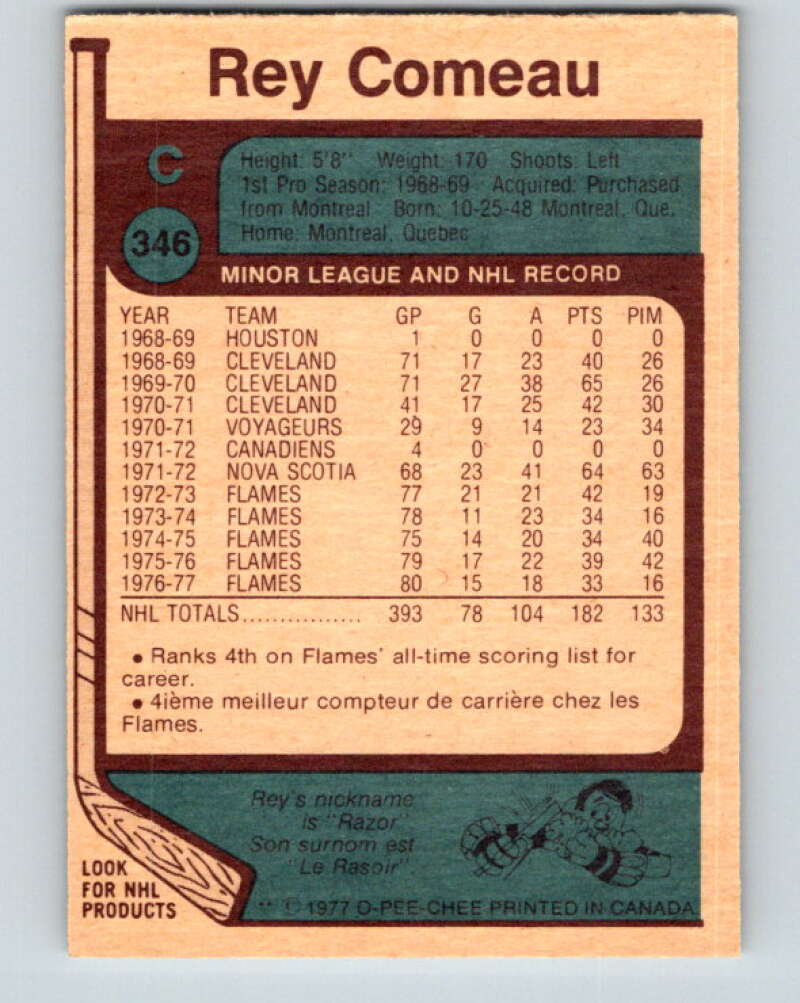 Rey Comeau
C
Height: 5'8'' Weight: 170 Shoots: Left
1st Pro Season: 1968-69 Acquired: Purchased
from Montreal Born: 10-25-48 Montreal, Que.
Home: Montreal, Quebec
346
MINOR LEAGUE AND NHL RECORD
YEAR TEAM GP G A PTS PIM
1968-69 HOUSTON 1 0 0 0 0
1968-69 CLEVELAND 71 17 23 40 26
1969-70 CLEVELAND 71 27 38 65 26
1970-71 CLEVELAND 41 17 25 42 30
1970-71 VOYAGEURS 29 9 14 23 34
1971-72 CANADIENS 4 0 0 0 0
1971-72 NOVA SCOTIA 68 23 41 64 63
1972-73 FLAMES 77 21 21 42 19
1973-74 FLAMES 78 11 23 34 16
1974-75 FLAMES 75 14 20 34 40
1975-76 FLAMES 79 17 22 39 42
1976-77 FLAMES 80 15 18 33 16
NHL TOTALS................ 393 78 104 182 133
• Ranks 4th on Flames' all-time scoring list for
career.
• 4ième meilleur compteur de carrière chez les
Flames.
Rey's nickname
is "Razor"
Son surnom est
"Le Rasoir".
LOOK
FOR NHL
PRODUCTS
** © 1977 O-PEE-CHEE PRINTED IN CANADA